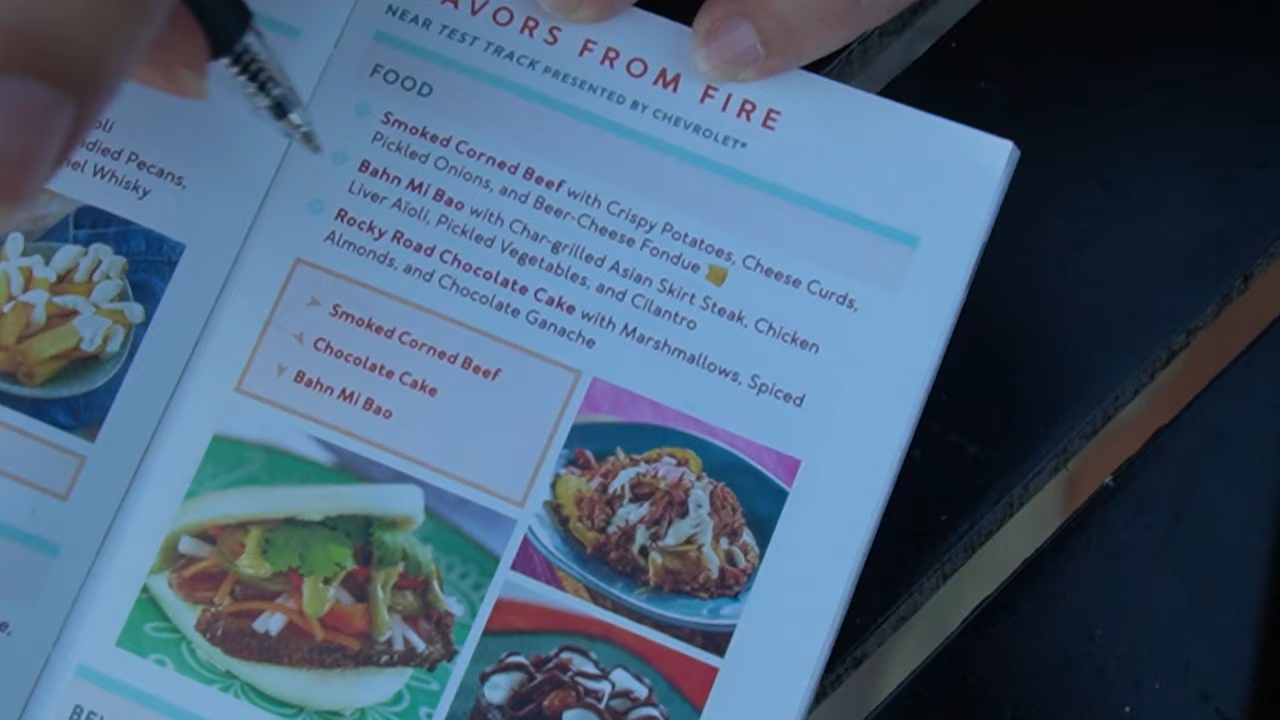 AVORS FROM FIRE
NEAR TEST TRACK PRESENTED BY CHEVROLET®
FOOD
Smoked Corned Beef with Crispy Potatoes, Cheese Curds,
Pickled Onions, and Beer-Cheese Fondue
Bahn Mi Bao with Char-grilled Asian Skirt Steak, Chicken
Liver Aïoli, Pickled Vegetables, and Cilantro
Rocky Road Chocolate Cake with Marshmallows, Spiced
Almonds, and Chocolate Ganache
Smoked Corned Beef
Chocolate Cake
Bahn Mi Bao
oli
ndied Pecans,
nel Whisky
e,